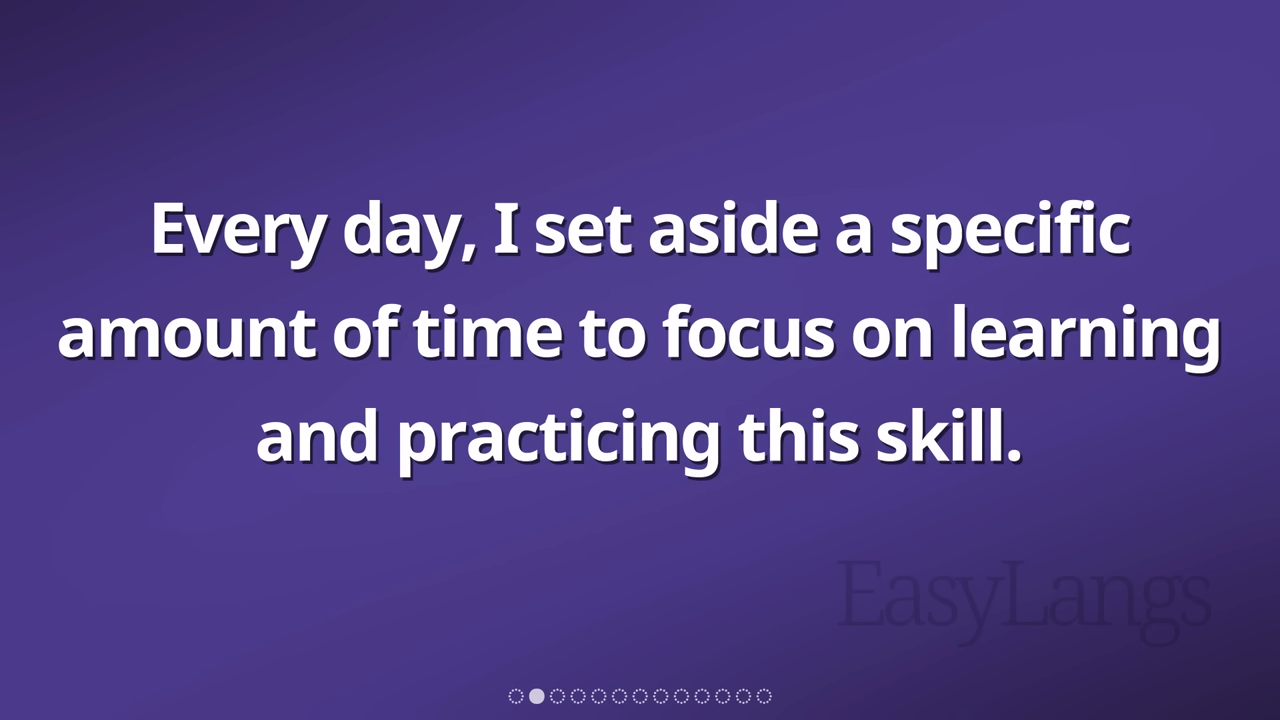 Every day, I set aside a specific
amount of time to focus on learning
and practicing this skill.
EasyLangs